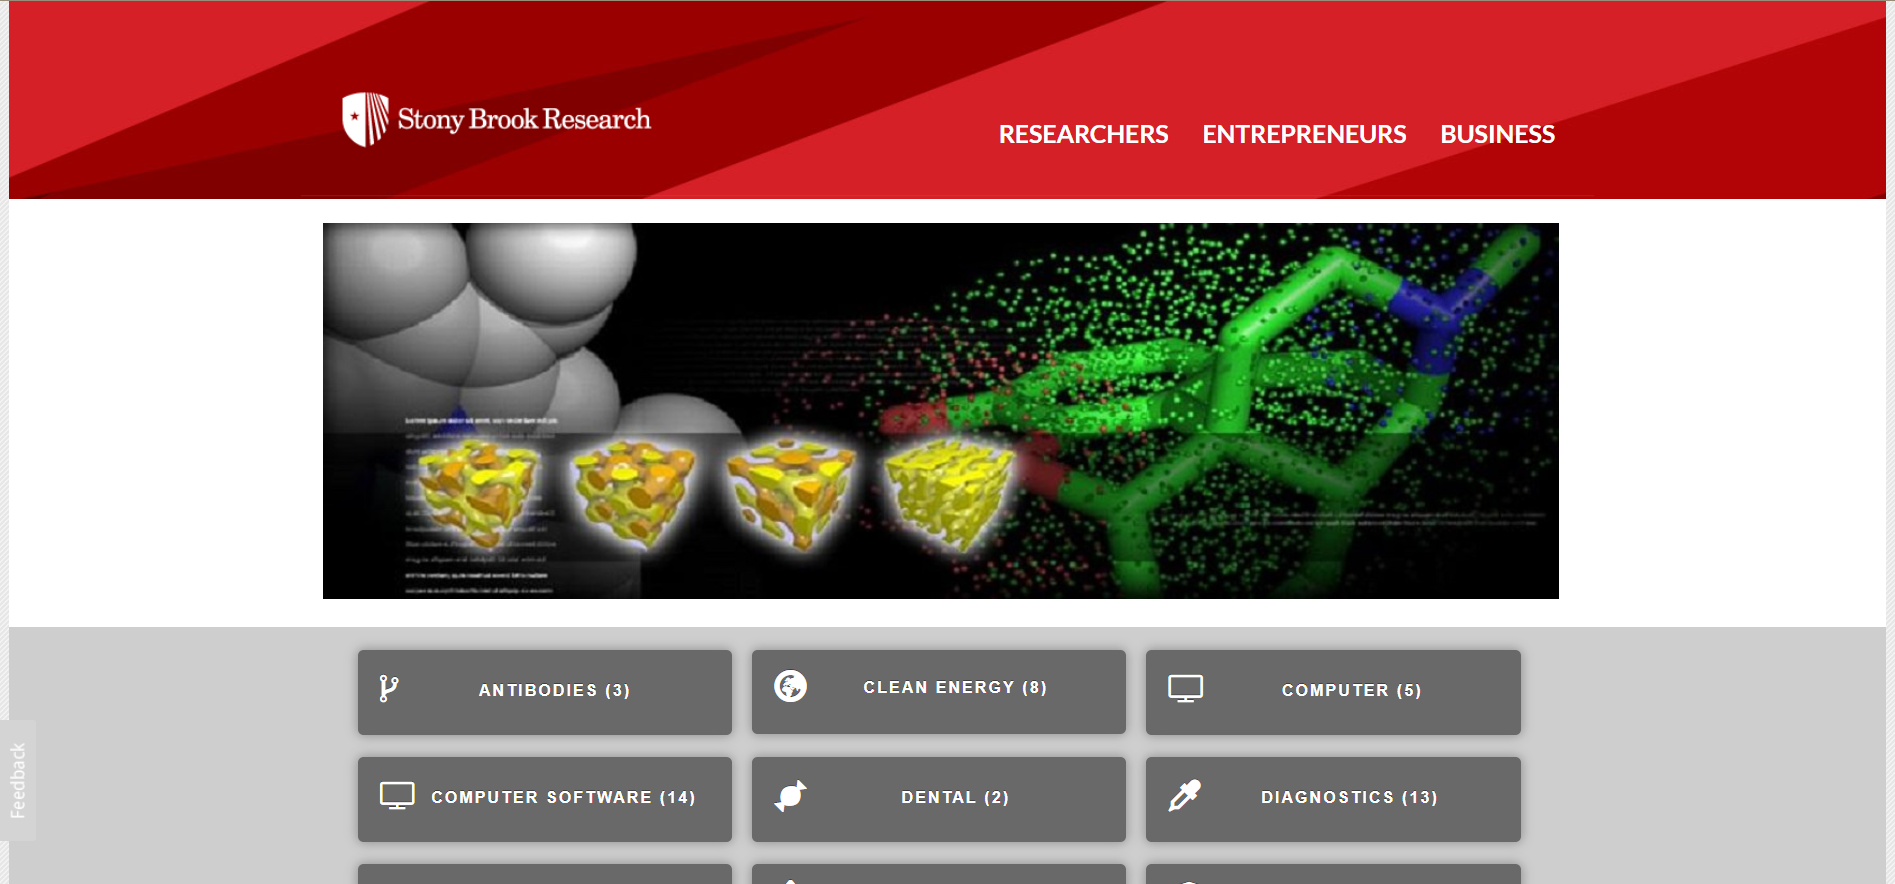 Stony Brook Research
RESEARCHERS ENTREPRENEURS BUSINESS
ANTIBODIES (3)
CLEAN ENERGY (8)
COMPUTER (5)
COMPUTER SOFTWARE (14)
DENTAL (2)
DIAGNOSTICS (13)
Feedback